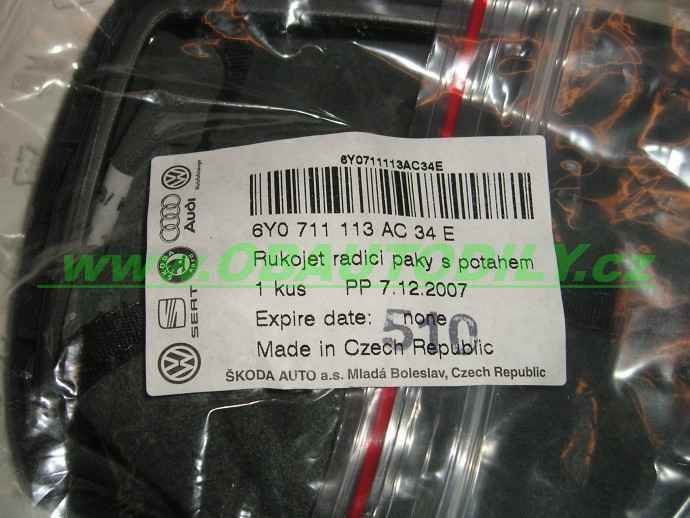 6Y0711113AC34E
6Y0 711 113 AC 34 E
Rukojet radici paky s potahem
1 kus PP 7.12.2007
Expire date: none
510
Made in Czech Republic
ŠKODA AUTO a.s. Mladá Boleslav, Czech Republic
Audi
SEAT
www.OBAUTODILY.cz